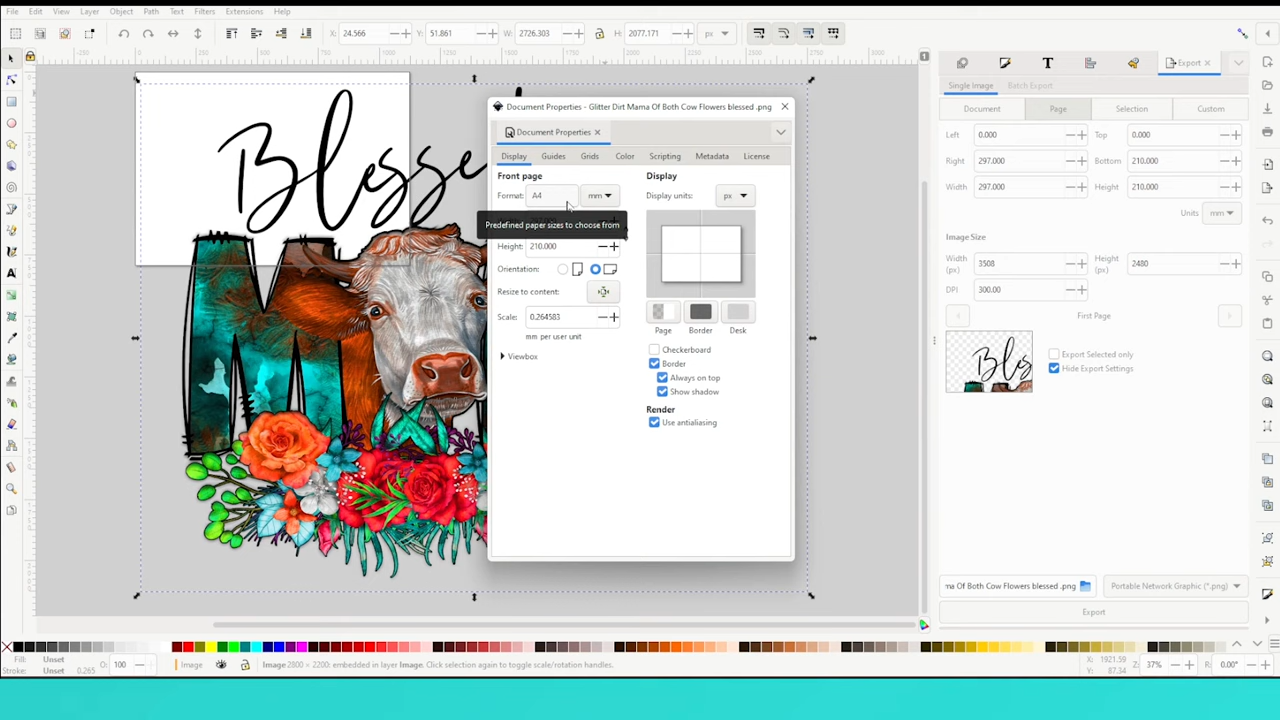 File Edit View Layer Object Path Text Filters Extensions Help
X: 24.566 Y: 51.861 W: 2726.303 H: 2077.171 px
Export
Single Image Batch Export
Document Page Selection Custom
Left 0.000 Top 0.000
Right 297.000 Bottom 210.000
Width 297.000 Height 210.000
Units mm
Image Size
Width (px) 3508 Height (px) 2480
DPI 300.00
First Page
Export Selected only
Hide Export Settings
ma Of Both Cow Flowers blessed .png Portable Network Graphic (*.png)
Export
Document Properties - Glitter Dirt Mama Of Both Cow Flowers blessed .png
Document Properties
Display Guides Grids Color Scripting Metadata License
Front page Display
Format: A4 mm Display units: px
Predefined paper sizes to choose from
Height: 210.000
Orientation:
Resize to content:
Scale: 0.264583
mm per user unit
Viewbox
Page Border Desk
Checkerboard
Border
Always on top
Show shadow
Render
Use antialiasing
Blesse
Fill: Unset
Stroke: Unset 0.265
O: 100
Image
Image 2800 × 2200: embedded in layer Image. Click selection again to toggle scale/rotation handles.
X: 1921.59
Y: 87.34
Z: 37% R: 0.00°